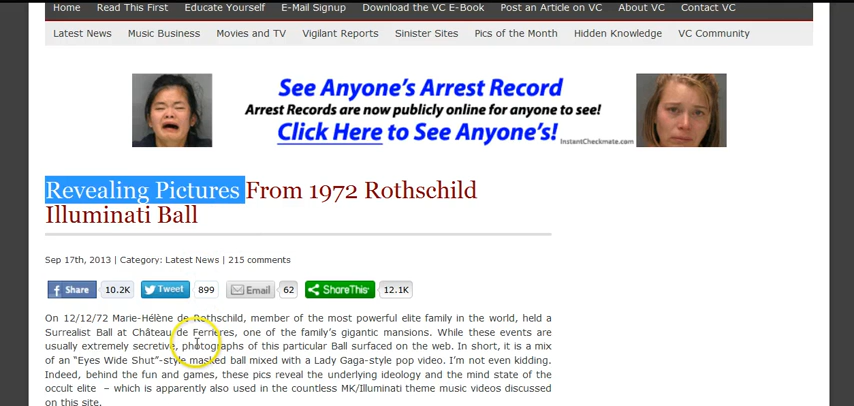 Home Read This First Educate Yourself E-Mail Signup Download the VC E-Book Post an Article on VC About VC Contact VC
Latest News Music Business Movies and TV Vigilant Reports Sinister Sites Pics of the Month Hidden Knowledge VC Community
See Anyone's Arrest Record
Arrest Records are now publicly online for anyone to see!
Click Here to See Anyone's!
InstantCheckmate.com
Revealing Pictures From 1972 Rothschild
Illuminati Ball
Sep 17th, 2013 | Category: Latest News | 215 comments
Share 10.2K Tweet 899 Email 62 ShareThis 12.1K
On 12/12/72 Marie-Hélène de Rothschild, member of the most powerful elite family in the world, held a
Surrealist Ball at Château de Ferrières, one of the family's gigantic mansions. While these events are
usually extremely secretive, photographs of this particular Ball surfaced on the web. In short, it is a mix
of an "Eyes Wide Shut"-style masked ball mixed with a Lady Gaga-style pop video. I'm not even kidding.
Indeed, behind the fun and games, these pics reveal the underlying ideology and the mind state of the
occult elite – which is apparently also used in the countless MK/Illuminati theme music videos discussed
on this site.